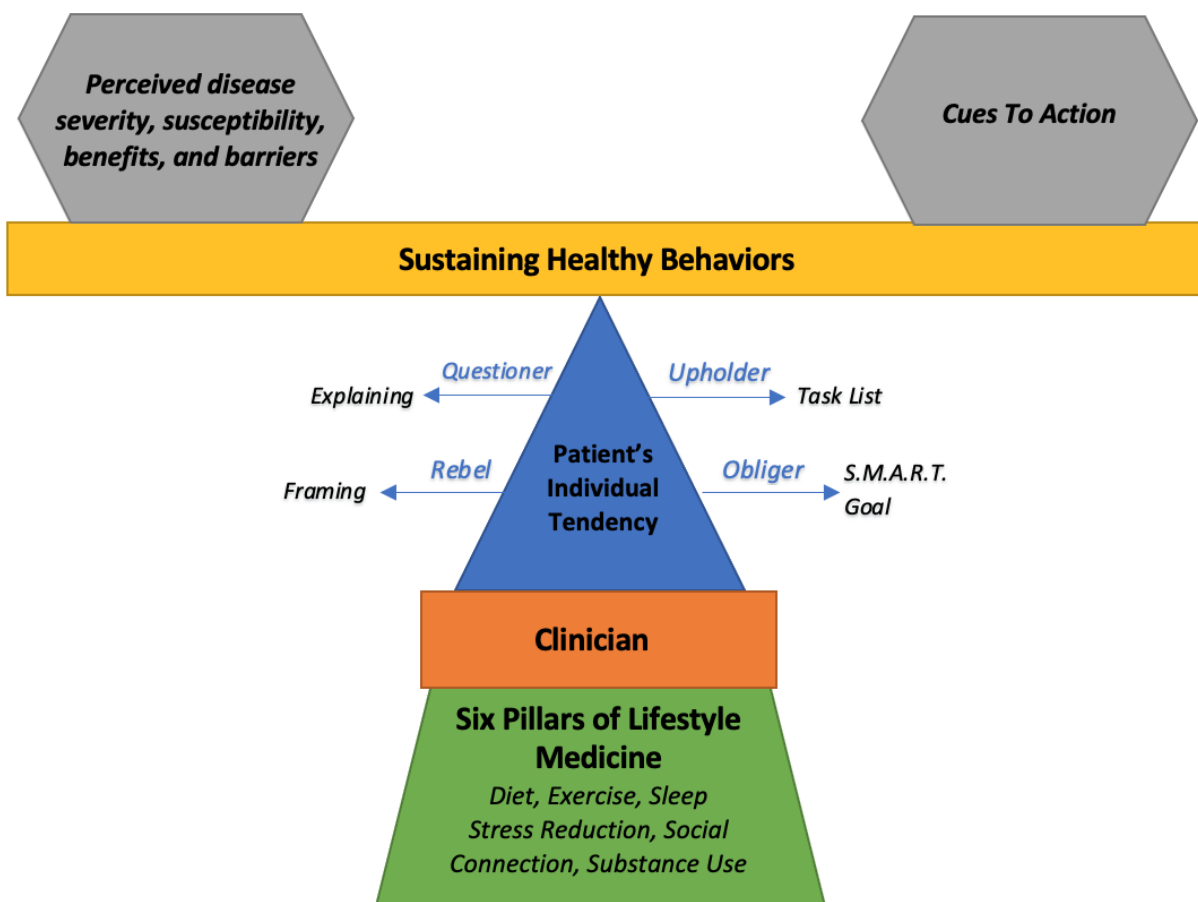 Perceived disease
severity, susceptibility,
benefits, and barriers
Cues To Action
Sustaining Healthy Behaviors
Questioner
Upholder
Explaining
Task List
Patient's
Individual
Tendency
Rebel
Obliger
Framing
S.M.A.R.T.
Goal
Clinician
Six Pillars of Lifestyle
Medicine
Diet, Exercise, Sleep
Stress Reduction, Social
Connection, Substance Use